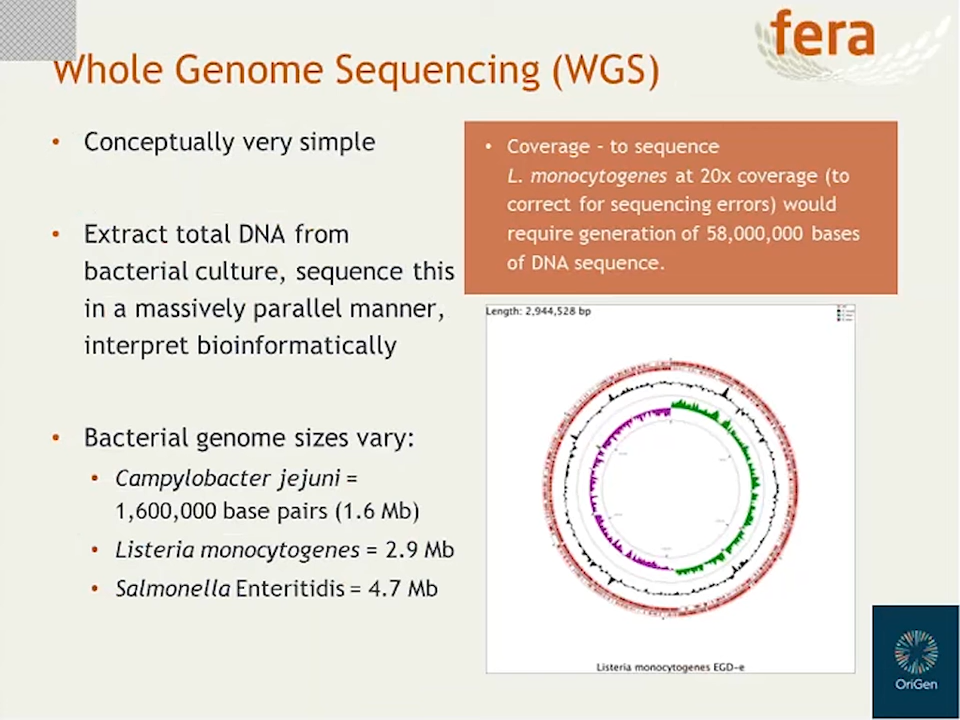 fera
Whole Genome Sequencing (WGS)
• Conceptually very simple
• Extract total DNA from
bacterial culture, sequence this
in a massively parallel manner,
interpret bioinformatically
• Bacterial genome sizes vary:
• Campylobacter jejuni =
1,600,000 base pairs (1.6 Mb)
• Listeria monocytogenes = 2.9 Mb
• Salmonella Enteritidis = 4.7 Mb
• Coverage - to sequence
L. monocytogenes at 20x coverage (to
correct for sequencing errors) would
require generation of 58,000,000 bases
of DNA sequence.
Length: 2,944,528 bp
Listeria monocytogenes EGD-e
OriGen